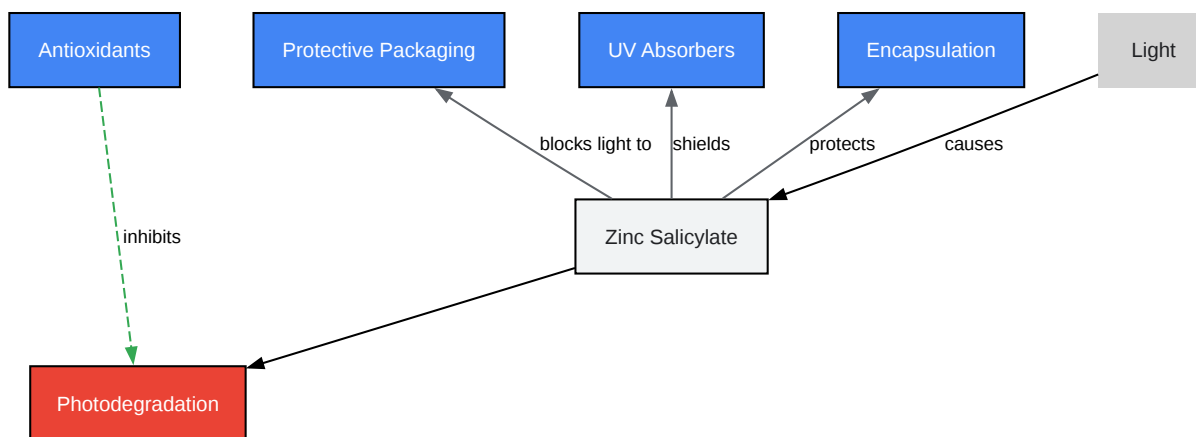 Antioxidants
Protective Packaging
UV Absorbers
Encapsulation
Light
blocks light to
shields
protects
causes
Zinc Salicylate
inhibits
Photodegradation